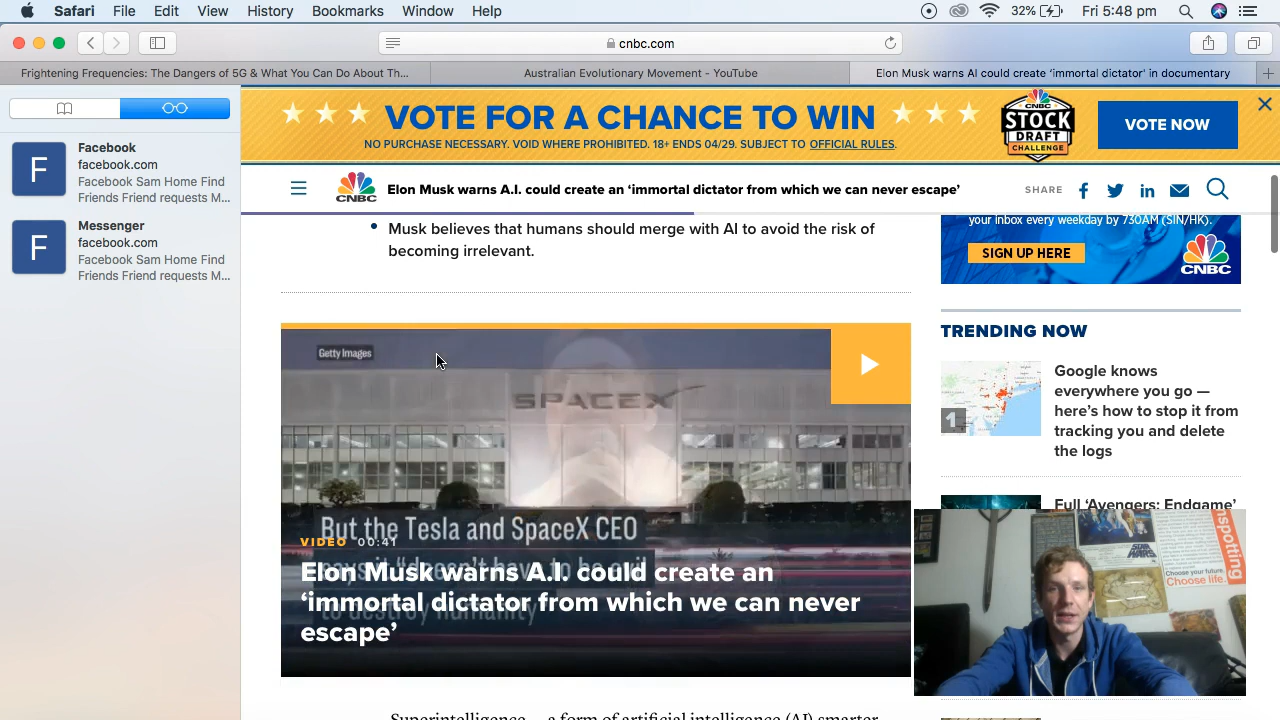 Safari File Edit View History Bookmarks Window Help 32% Fri 5:48 pm
cnbc.com
Frightening Frequencies: The Dangers of 5G & What You Can Do About Th...
Australian Evolutionary Movement - YouTube
Elon Musk warns AI could create 'immortal dictator' in documentary
F
Facebook
facebook.com
Facebook Sam Home Find
Friends Friend requests M...
F
Messenger
facebook.com
Facebook Sam Home Find
Friends Friend requests M...
VOTE FOR A CHANCE TO WIN
NO PURCHASE NECESSARY. VOID WHERE PROHIBITED. 18+ ENDS 04/29. SUBJECT TO OFFICIAL RULES.
CNBC
STOCK
DRAFT
CHALLENGE
VOTE NOW
CNBC
Elon Musk warns A.I. could create an ‘immortal dictator from which we can never escape’
SHARE
Musk believes that humans should merge with AI to avoid the risk of
becoming irrelevant.
Getty Images
SPACEX
But the Tesla and SpaceX CEO
VIDEO 00:41
to destroy humanity
Elon Musk warns A.I. could create an
‘immortal dictator from which we can never
escape’
Superintelligence — a form of artificial intelligence (AI) smarter
your inbox every weekday by 7:30AM (SIN/HK).
SIGN UP HERE
CNBC
TRENDING NOW
1
Google knows
everywhere you go —
here’s how to stop it from
tracking you and delete
the logs
Full ‘Avengers: Endgame’
nspotting
STAR
WARS
Choose your future.
Choose life.